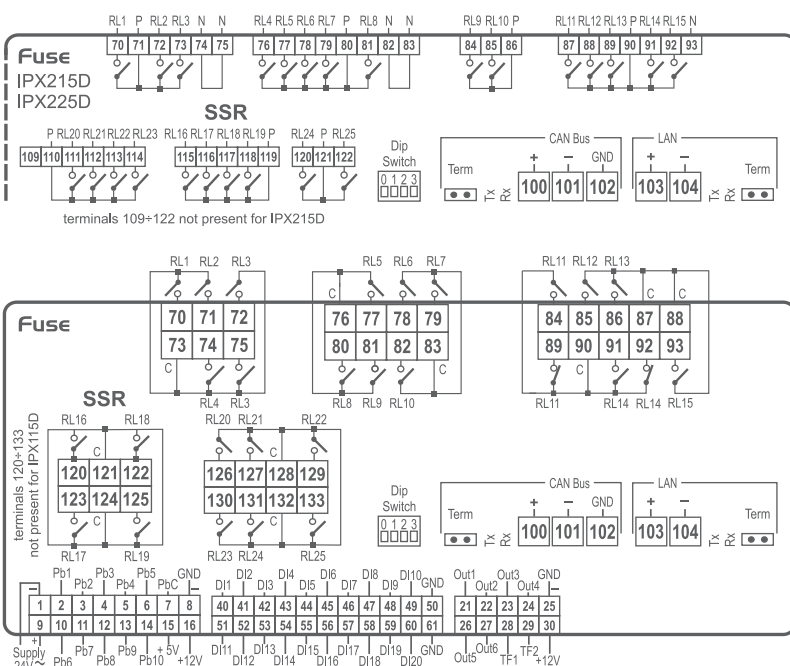 RL1 P RL2 RL3 N N RL4 RL5 RL6 RL7 P RL8 N N RL9 RL10 P RL11 RL12 RL13 P RL14 RL15 N
70 71 72 73 74 75 76 77 78 79 80 81 82 83 84 85 86 87 88 89 90 91 92 93
Fuse
IPX215D
IPX225D
SSR
P RL20 RL21 RL22 RL23 RL16 RL17 RL18 RL19 P RL24 P RL25
109 110 111 112 113 114 115 116 117 118 119 120 121 122
Dip
Switch
0 1 2 3
Term
Tx
Rx
CAN Bus
+ − GND
100 101 102
LAN
+ −
103 104
Tx
Rx
Term
terminals 109÷122 not present for IPX215D
RL1 RL2 RL3 RL5 RL6 RL7 RL11 RL12 RL13
C C C
Fuse
70 71 72 76 77 78 79 84 85 86 87 88
73 74 75 80 81 82 83 89 90 91 92 93
C C C
RL4 RL3 RL8 RL9 RL10 RL11 RL14 RL14 RL15
SSR
terminals 120÷133
not present for IPX115D
RL16 RL18 RL20 RL21 RL22
C C
120 121 122 126 127 128 129
123 124 125 130 131 132 133
C C
RL17 RL19 RL23 RL24 RL25
Dip
Switch
0 1 2 3
Term
Tx
Rx
CAN Bus
+ − GND
100 101 102
LAN
+ −
103 104
Tx
Rx
Term
Pb1 Pb3 Pb5 GND DI2 DI4 DI6 DI8 DI10 Out1 Out3 GND
− Pb2 Pb4 PbC − DI1 DI3 DI5 DI7 DI9 GND Out2 Out4 −
1 2 3 4 5 6 7 8 40 41 42 43 44 45 46 47 48 49 50 21 22 23 24 25
9 10 11 12 13 14 15 16 51 52 53 54 55 56 57 58 59 60 61 26 27 28 29 30
+ Pb7 Pb9 + 5V DI11 DI13 DI15 DI17 DI19 GND Out6 TF2
Supply
24V Pb6 Pb8 Pb10 +12V DI12 DI14 DI16 DI18 DI20 Out5 TF1 +12V